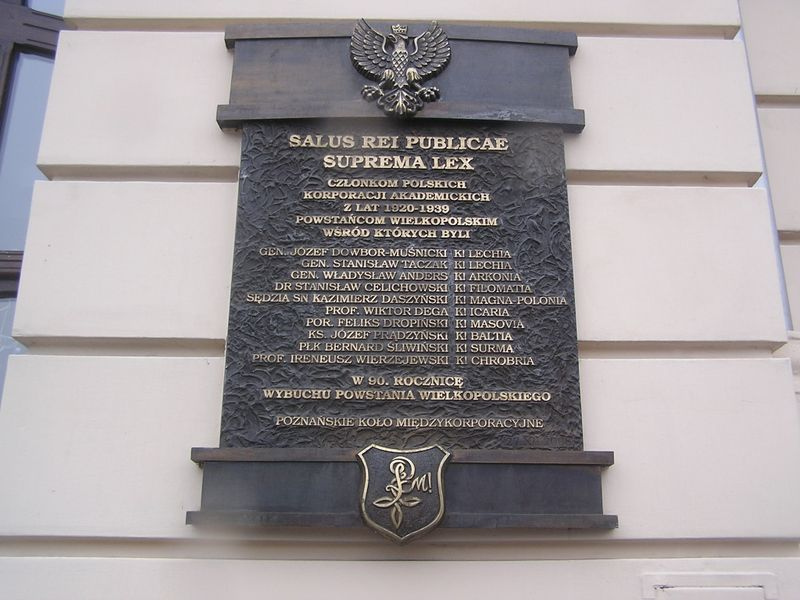 SALUS REI PUBLICAE
SUPREMA LEX
CZŁONKOM POLSKICH
KORPORACJI AKADEMICKICH
Z LAT 1920-1939
POWSTAŃCOM WIELKOPOLSKIM
WŚRÓD KTÓRYCH BYLI
GEN. JÓZEF DOWBOR-MUŚNICKI K! LECHIA
GEN. STANISŁAW TACZAK K! LECHIA
GEN. WŁADYSŁAW ANDERS K! ARKONIA
DR STANISŁAW CELICHOWSKI K! FILOMATIA
SĘDZIA SN KAZIMIERZ DASZYŃSKI K! MAGNA-POLONIA
PROF. WIKTOR DEGA K! ICARIA
POR. FELIKS DROPIŃSKI K! MASOVIA
KS. JÓZEF PRĄDZYŃSKI K! BALTIA
PŁK BERNARD ŚLIWIŃSKI K! SURMA
PROF. IRENEUSZ WIERZEJEWSKI K! CHROBRIA
W 90. ROCZNICĘ
WYBUCHU POWSTANIA WIELKOPOLSKIEGO
POZNAŃSKIE KOŁO MIĘDZYKORPORACYJNE